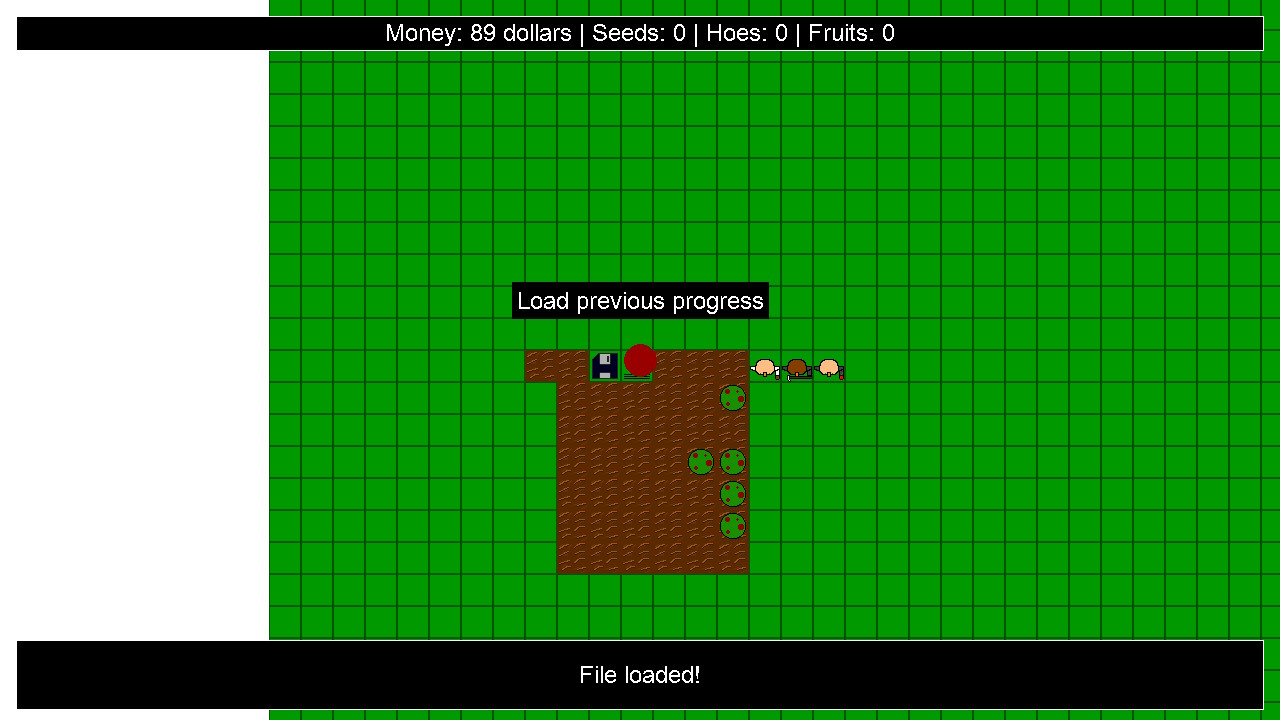 Money: 89 dollars | Seeds: 0 | Hoes: 0 | Fruits: 0
Load previous progress
File loaded!